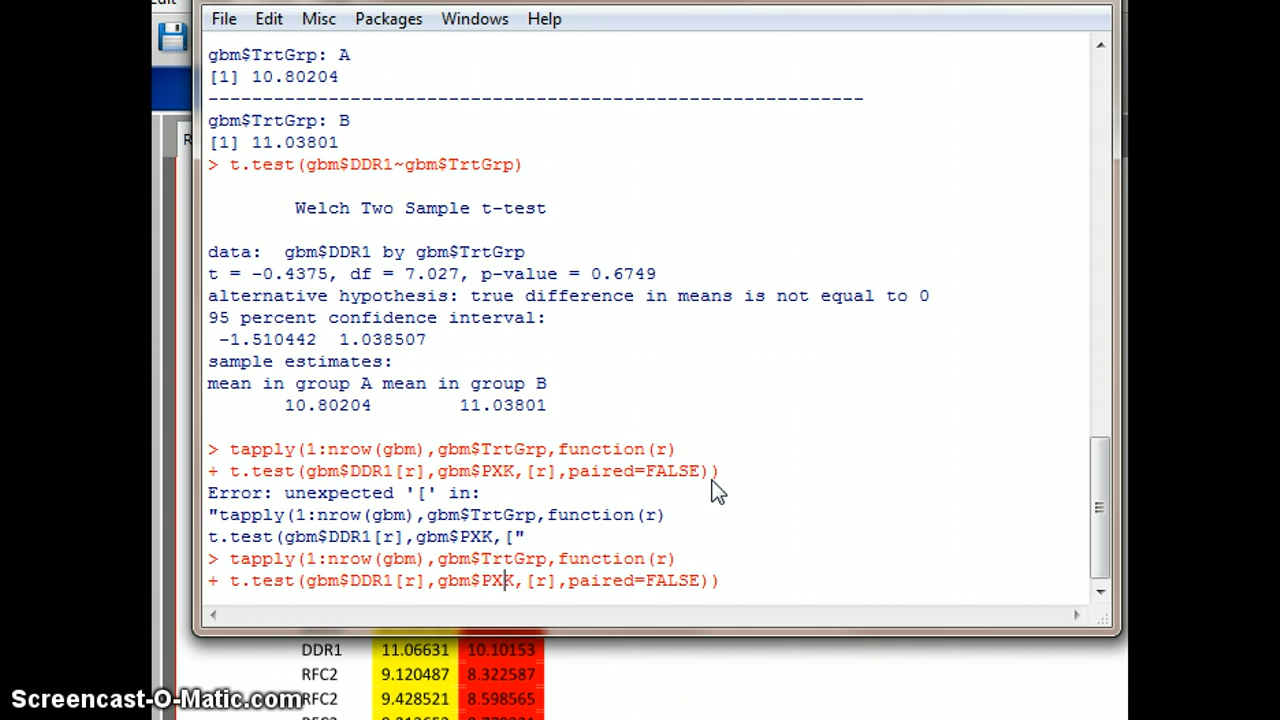 Edit
File Edit Misc Packages Windows Help
gbm$TrtGrp: A
[1] 10.80204
------------------------------------------------------------
gbm$TrtGrp: B
[1] 11.03801
> t.test(gbm$DDR1~gbm$TrtGrp)
Welch Two Sample t-test
data: gbm$DDR1 by gbm$TrtGrp
t = -0.4375, df = 7.027, p-value = 0.6749
alternative hypothesis: true difference in means is not equal to 0
95 percent confidence interval:
-1.510442 1.038507
sample estimates:
mean in group A mean in group B
10.80204 11.03801
> tapply(1:nrow(gbm),gbm$TrtGrp,function(r)
+ t.test(gbm$DDR1[r],gbm$PXK,[r],paired=FALSE))
Error: unexpected '[' in:
"tapply(1:nrow(gbm),gbm$TrtGrp,function(r)
t.test(gbm$DDR1[r],gbm$PXK,["
> tapply(1:nrow(gbm),gbm$TrtGrp,function(r)
+ t.test(gbm$DDR1[r],gbm$PXK,[r],paired=FALSE))
DDR1 11.06631 10.10153
RFC2 9.120487 8.322587
RFC2 9.428521 8.598565
Screencast-O-Matic.com